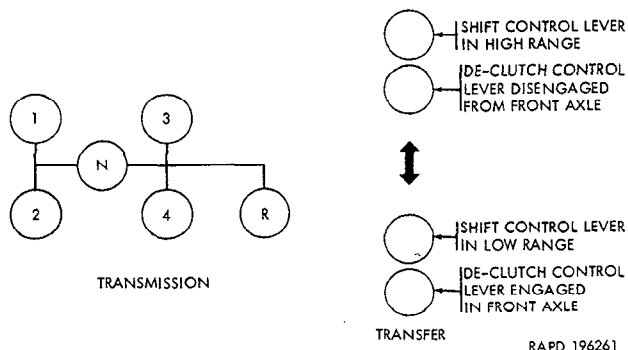 SHIFT CONTROL LEVER
IN HIGH RANGE
DE-CLUTCH CONTROL
LEVER DISENGAGED
FROM FRONT AXLE
1
3
N
2
4
R
TRANSMISSION
SHIFT CONTROL LEVER
IN LOW RANGE
DE-CLUTCH CONTROL
LEVER ENGAGED
IN FRONT AXLE
TRANSFER
RAPD 196261